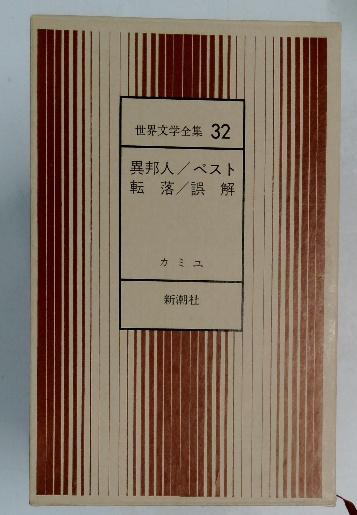 世界文学全集 32
異邦人／ペスト
転　落／誤　解
カミユ
新潮社